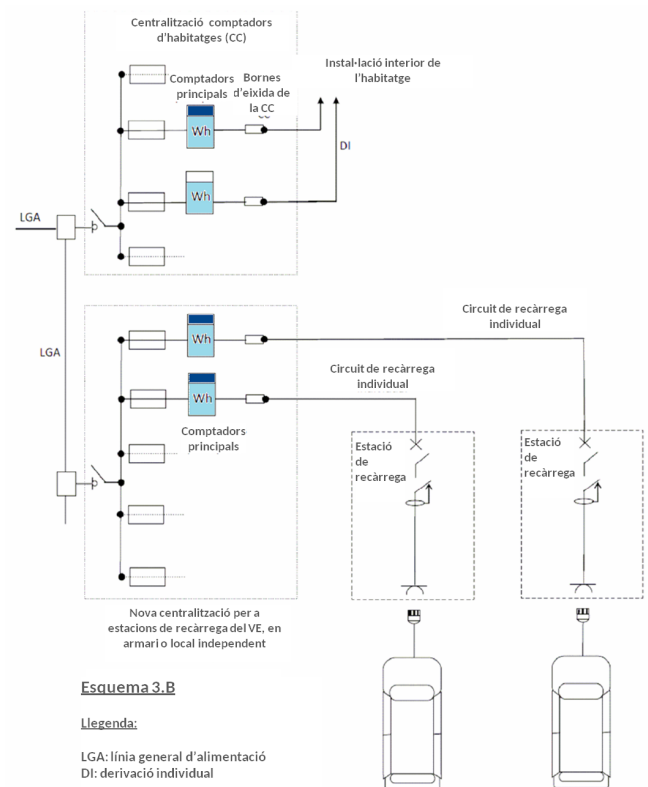 Centralització comptadors
d'habitatges (CC)
Instal·lació interior de
l'habitatge
Comptadors
principals
Bornes
d'eixida de
la CC
Wh
DI
Wh
LGA
Circuit de recàrrega
individual
Wh
LGA
Circuit de recàrrega
individual
Wh
Comptadors
principals
Estació
de
recàrrega
Estació
de
recàrrega
Nova centralització per a
estacions de recàrrega del VE, en
armari o local independent
Esquema 3.B
Llegenda:
LGA: línia general d'alimentació
DI: derivació individual